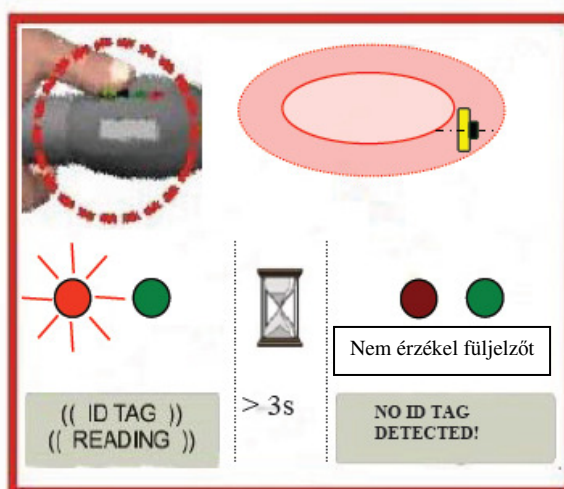 Nem érzékel füljelzőt
(( ID TAG ))
(( READING ))
> 3s
NO ID TAG
DETECTED!